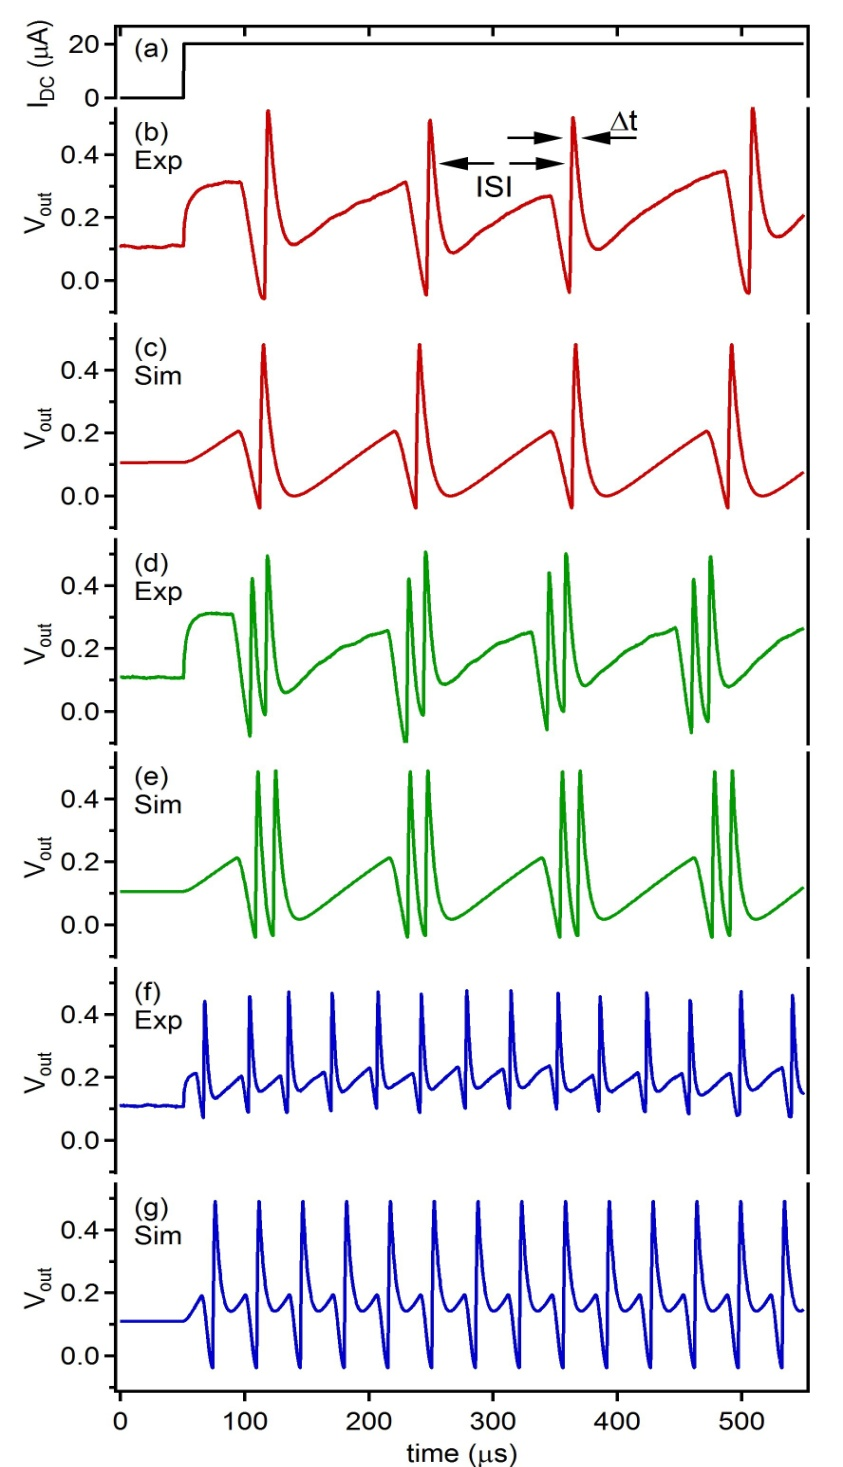 I_DC (μA)
20
0
(a)
(b)
Exp
Δt
ISI
V_out
0.4
0.2
0.0
(c)
Sim
V_out
0.4
0.2
0.0
(d)
Exp
V_out
0.4
0.2
0.0
(e)
Sim
V_out
0.4
0.2
0.0
(f)
Exp
V_out
0.4
0.2
0.0
(g)
Sim
V_out
0.4
0.2
0.0
0 100 200 300 400 500
time (μs)